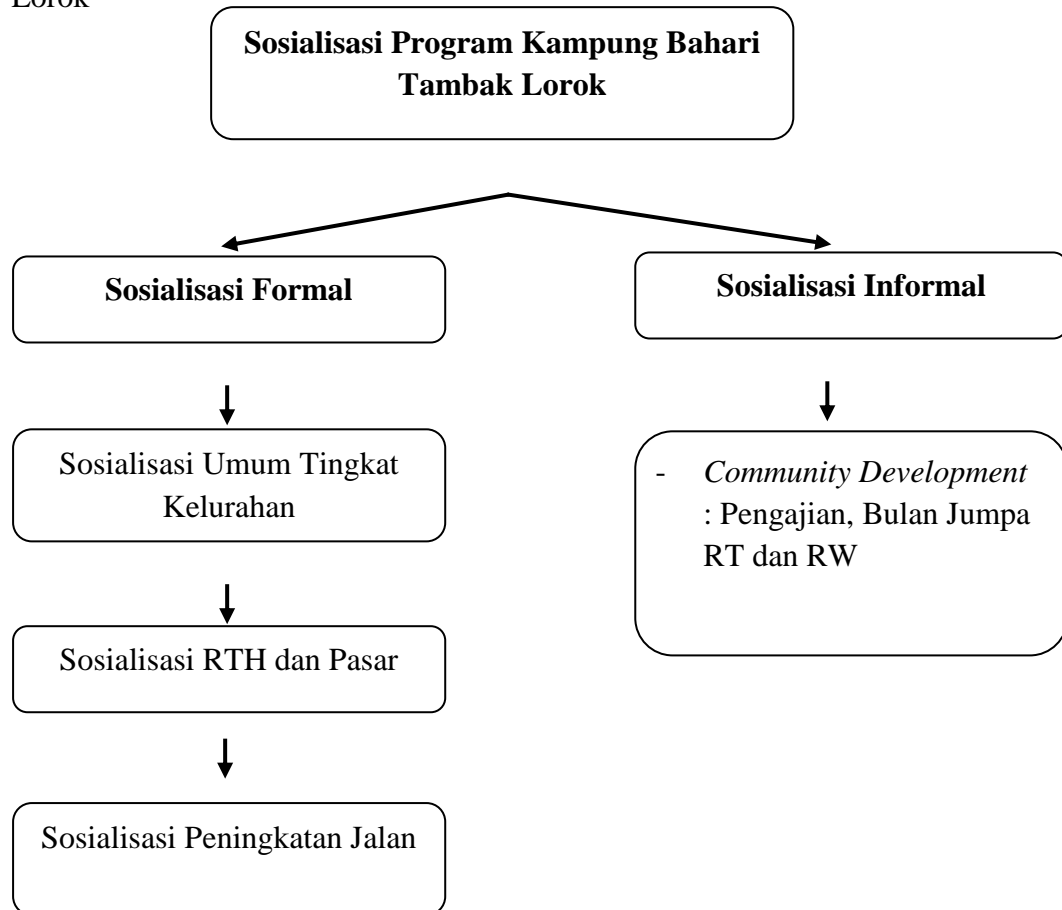 Lorok
Sosialisasi Program Kampung Bahari
Tambak Lorok
Sosialisasi Formal
Sosialisasi Informal
Sosialisasi Umum Tingkat
Kelurahan
- Community Development
: Pengajian, Bulan Jumpa
RT dan RW
Sosialisasi RTH dan Pasar
Sosialisasi Peningkatan Jalan